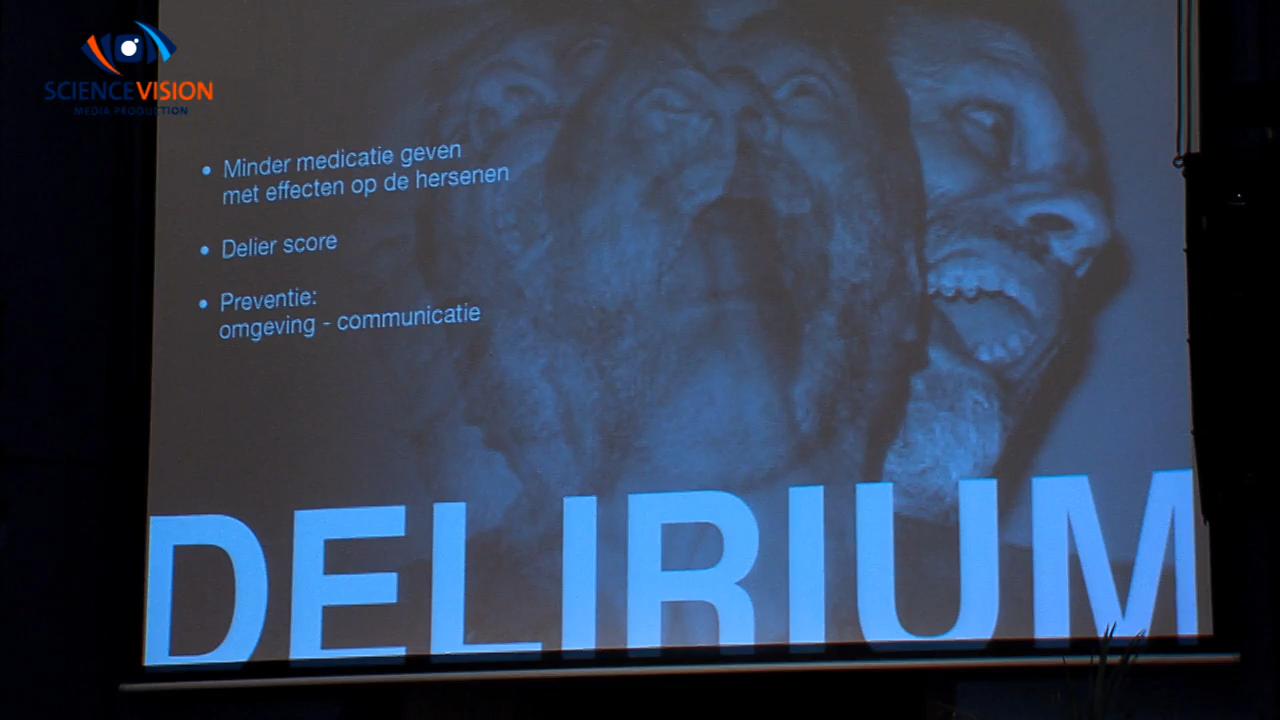 SCIENCEVISION
MEDIA PRODUCTION
• Minder medicatie geven
met effecten op de hersenen
• Delier score
• Preventie:
omgeving - communicatie
DELIRIUM